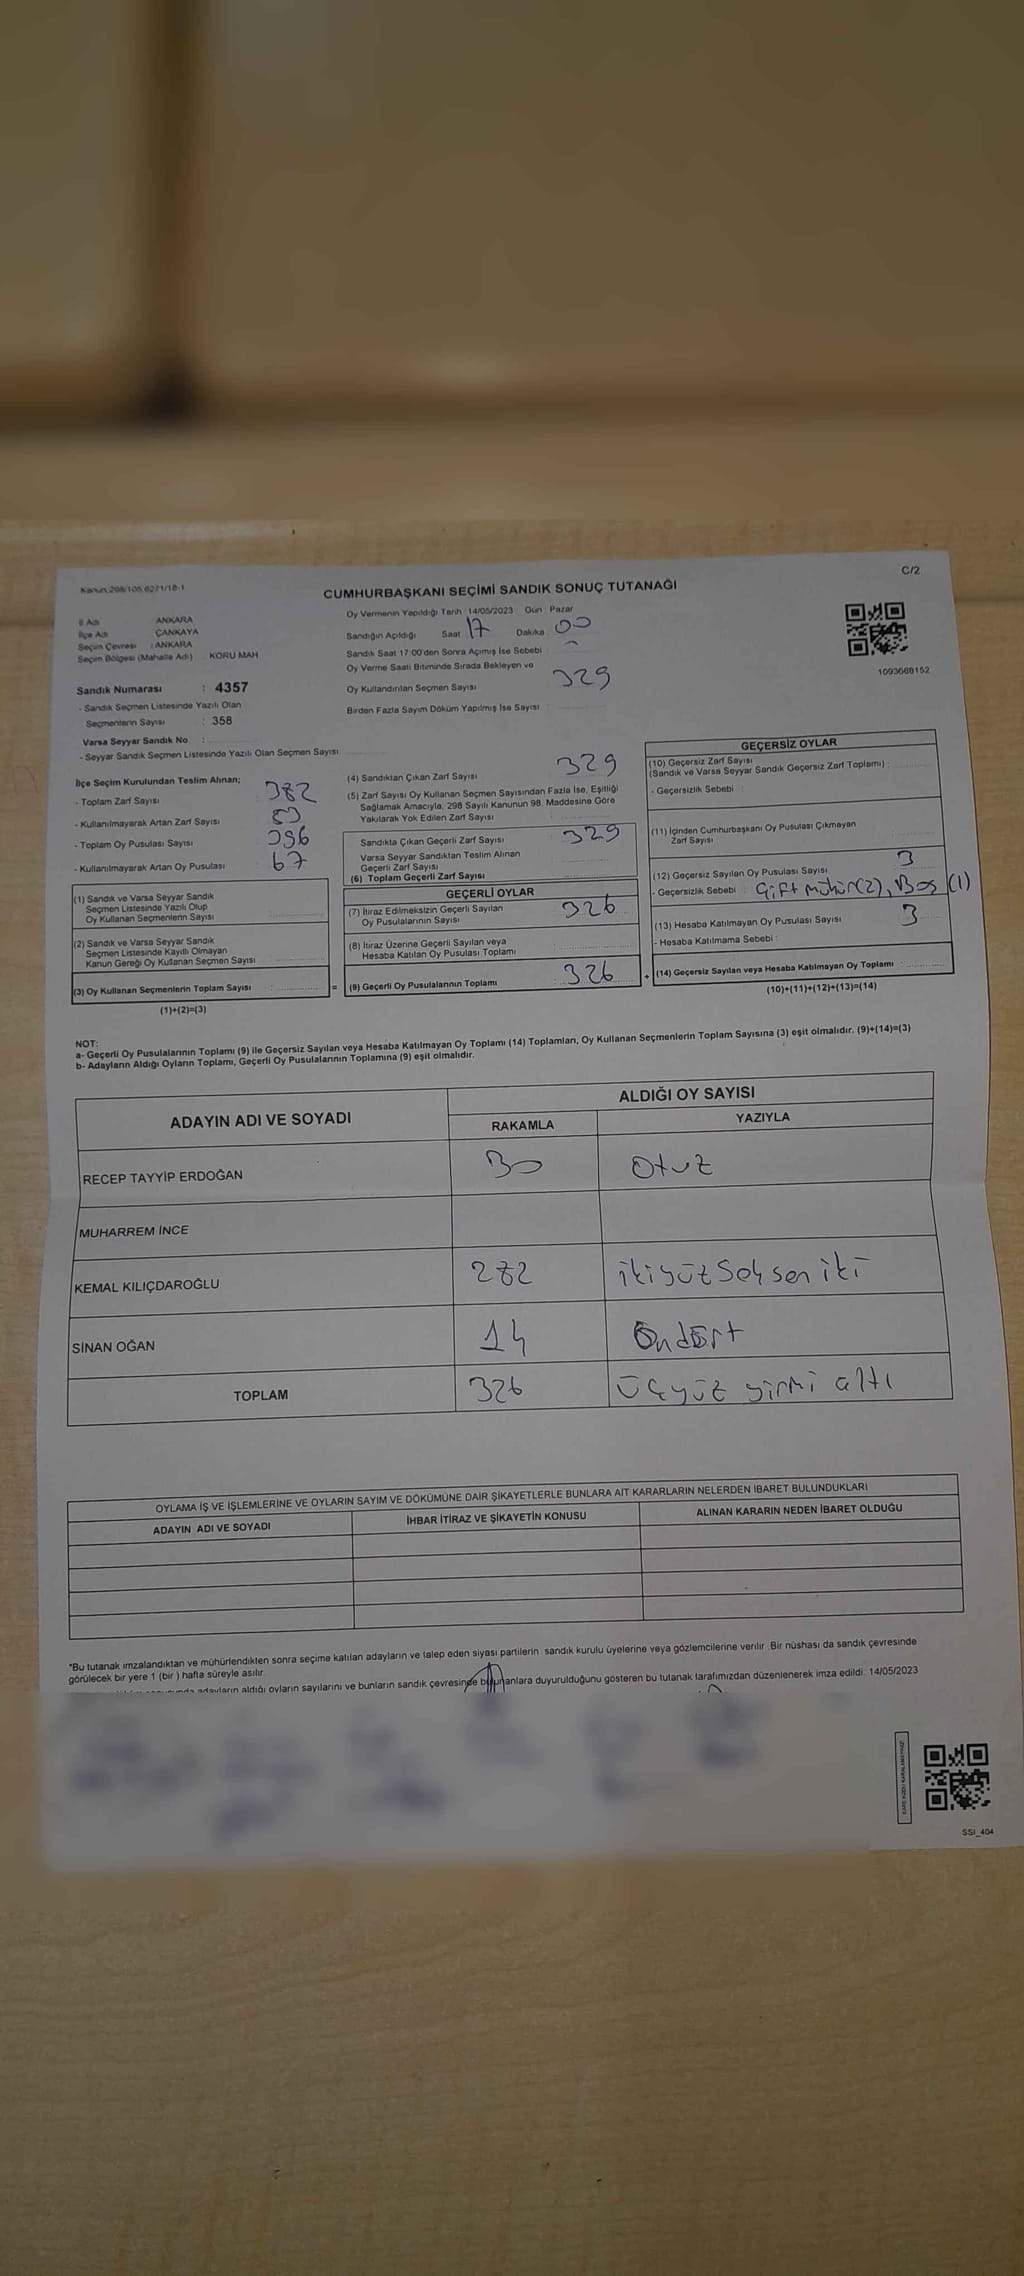 Kanun:298/105,6271/18-1
C/2
CUMHURBAŞKANI SEÇİMİ SANDIK SONUÇ TUTANAĞI
İl Adı ANKARA
İlçe Adı ÇANKAYA
Seçim Çevresi : ANKARA
Seçim Bölgesi (Mahalle Adı) KORU MAH
Sandık Numarası : 4357
- Sandık Seçmen Listesinde Yazılı Olan
Seçmenlerin Sayısı : 358
Varsa Seyyar Sandık No :
- Seyyar Sandık Seçmen Listesinde Yazılı Olan Seçmen Sayısı
Oy Vermenin Yapıldığı Tarih : 14/05/2023 Gün : Pazar
Sandığın Açıldığı Saat 17 Dakika 00
Sandık Saat 17:00'den Sonra Açımış İse Sebebi -
Oy Verme Saati Bitiminde Sırada Bekleyen ve
Oy Kullandırılan Seçmen Sayısı 329
Birden Fazla Sayım Döküm Yapılmış İse Sayısı
1093668152
İlçe Seçim Kurulundan Teslim Alınan;
- Toplam Zarf Sayısı 382
- Kullanılmayarak Artan Zarf Sayısı 53
- Toplam Oy Pusulası Sayısı 396
- Kullanılmayarak Artan Oy Pusulası 67
(1) Sandık ve Varsa Seyyar Sandık
Seçmen Listesinde Yazılı Olup
Oy Kullanan Seçmenlerin Sayısı
(2) Sandık ve Varsa Seyyar Sandık
Seçmen Listesinde Kayıtlı Olmayan
Kanun Gereği Oy Kullanan Seçmen Sayısı
(3) Oy Kullanan Seçmenlerin Toplam Sayısı : =
(1)+(2)=(3)
(4) Sandıktan Çıkan Zarf Sayısı 329
(5) Zarf Sayısı Oy Kullanan Seçmen Sayısından Fazla İse, Eşitliği
Sağlamak Amacıyla, 298 Sayılı Kanunun 98. Maddesine Göre
Yakılarak Yok Edilen Zarf Sayısı
Sandıkta Çıkan Geçerli Zarf Sayısı 329
Varsa Seyyar Sandıktan Teslim Alınan
Geçerli Zarf Sayısı
(6) Toplam Geçerli Zarf Sayısı
GEÇERLİ OYLAR
(7) İtiraz Edilmeksizin Geçerli Sayılan
Oy Pusulasının Sayısı 326
(8) İtiraz Üzerine Geçerli Sayılan veya
Hesaba Katılan Oy Pusulası Toplamı
(9) Geçerli Oy Pusulalarının Toplamı : 326 +
GEÇERSİZ OYLAR
(10) Geçersiz Zarf Sayısı
(Sandık ve Varsa Seyyar Sandık Geçersiz Zarf Toplamı) :
- Geçersizlik Sebebi :
(11) İçinden Cumhurbaşkanı Oy Pusulası Çıkmayan
Zarf Sayısı
(12) Geçersiz Sayılan Oy Pusulası Sayısı 3
- Geçersizlik Sebebi : Çift mühür(2), Boş (1)
(13) Hesaba Katılmayan Oy Pusulası Sayısı 3
- Hesaba Katılmama Sebebi :
(14) Geçersiz Sayılan veya Hesaba Katılmayan Oy Toplamı :
(10)+(11)+(12)+(13)=(14)
NOT:
a- Geçerli Oy Pusulalarının Toplamı (9) ile Geçersiz Sayılan veya Hesaba Katılmayan Oy Toplamı (14) Toplamları, Oy Kullanan Seçmenlerin Toplam Sayısına (3) eşit olmalıdır. (9)+(14)=(3)
b- Adayların Aldığı Oyların Toplamı, Geçerli Oy Pusulalarının Toplamına (9) eşit olmalıdır.
ADAYIN ADI VE SOYADI ALDIĞI OY SAYISI
RAKAMLA YAZIYLA
RECEP TAYYİP ERDOĞAN 30 otuz
MUHARREM İNCE
KEMAL KILIÇDAROĞLU 282 ikiyüz Seksen iki
SİNAN OĞAN 14 Ondört
TOPLAM 326 üçyüz yirmi altı
OYLAMA İŞ VE İŞLEMLERİNE VE OYLARIN SAYIM VE DÖKÜMÜNE DAİR ŞİKAYETLERLE BUNLARA AİT KARARLARIN NELERDEN İBARET BULUNDUKLARI
ADAYIN ADI VE SOYADI İHBAR İTİRAZ VE ŞİKAYETİN KONUSU ALINAN KARARIN NEDEN İBARET OLDUĞU
*Bu tutanak imzalandıktan ve mühürlendikten sonra seçime katılan adayların ve talep eden siyasi partilerin sandık kurulu üyelerine veya gözlemcilerine verilir. Bir nüshası da sandık çevresinde
görülecek bir yere 1 (bir ) hafta süreyle asılır.
adayların aldığı oyların sayılarını ve bunların sandık çevresinde bulunanlara duyurulduğunu gösteren bu tutanak tarafımızdan düzenlenerek imza edildi. 14/05/2023
SSI_404